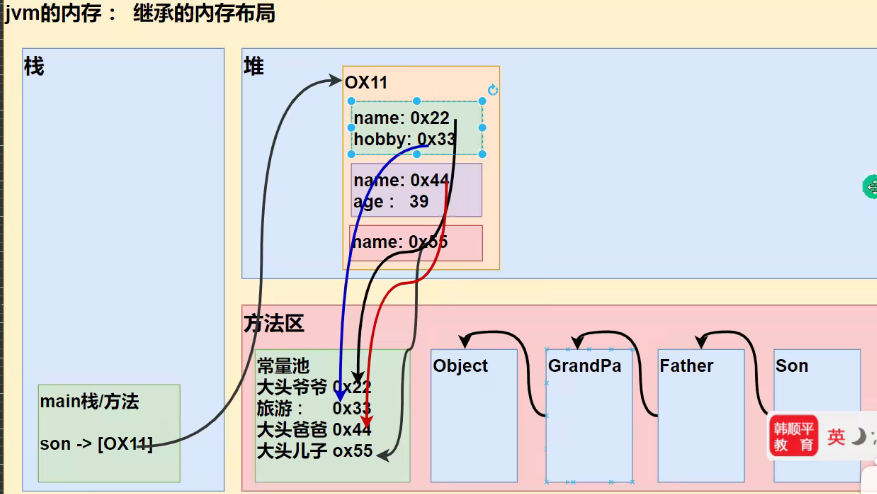 jvm的内存： 继承的内存布局
栈
堆
OX11
name: 0x22
hobby: 0x33
name: 0x44
age： 39
name: 0x55
方法区
常量池
大头爷爷 0x22
旅游： 0x33
大头爸爸 0x44
大头儿子 ox55
Object
GrandPa
Father
Son
main栈/方法
son -> [OX11]
韩顺平
教 育
英